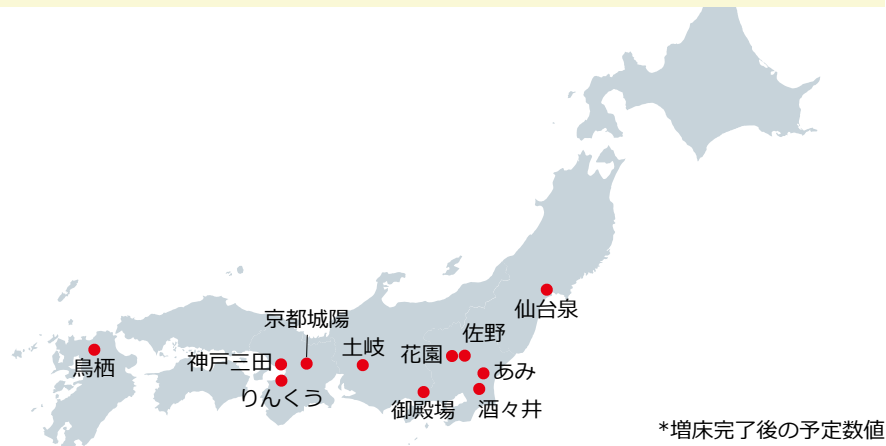 仙台泉
京都城陽
佐野
土岐
花園
神戸三田
鳥栖
あみ
りんくう
御殿場
酒々井
*増床完了後の予定数値